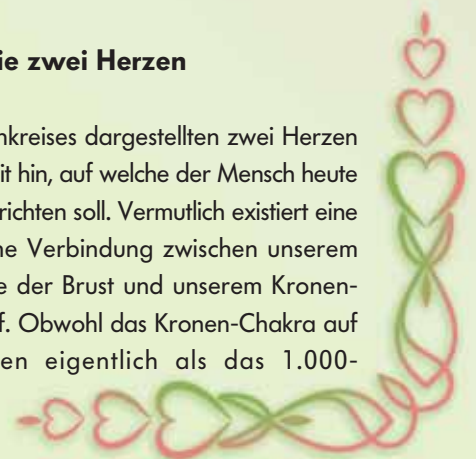 ie zwei Herzen
nkreises dargestellten zwei Herzen
it hin, auf welche der Mensch heute
richten soll. Vermutlich existiert eine
ne Verbindung zwischen unserem
e der Brust und unserem Kronen-
f. Obwohl das Kronen-Chakra auf
en eigentlich als das 1.000-